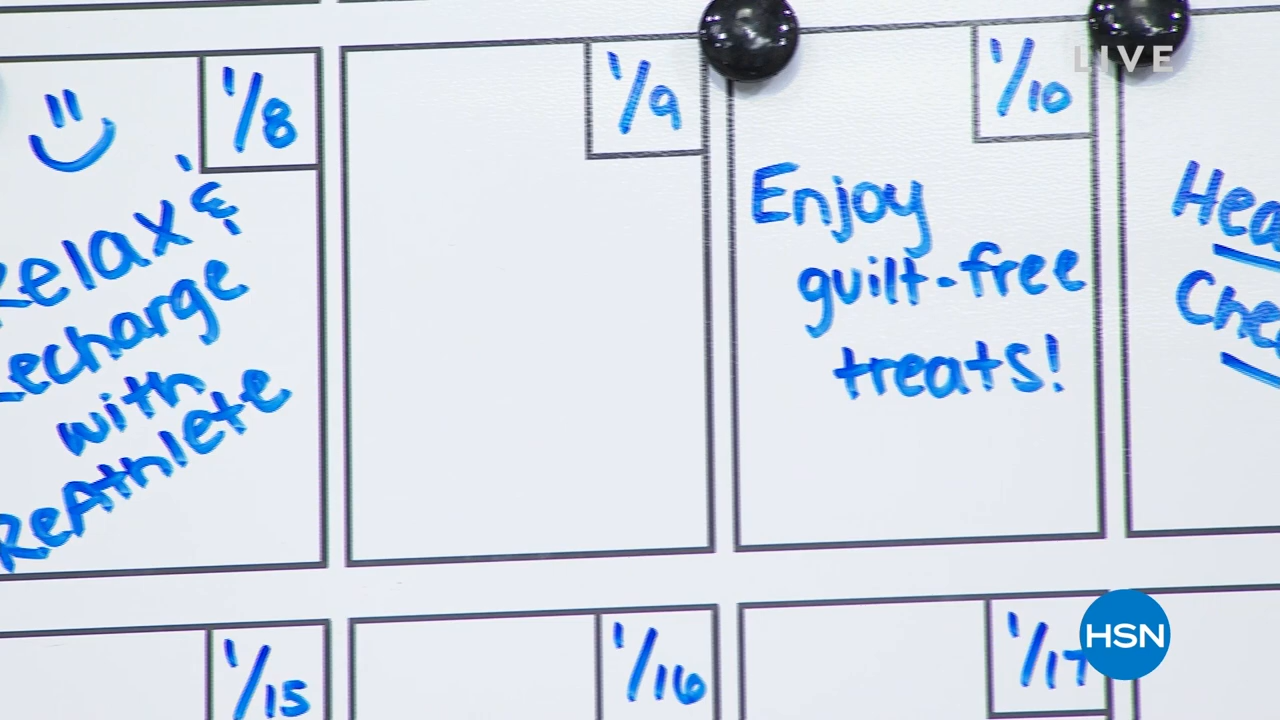 1/8
Relax &
Recharge
with
ReAthlete
1/9
1/10
LIVE
Enjoy
guilt-free
treats!
1/15
1/16
1/17
HSN